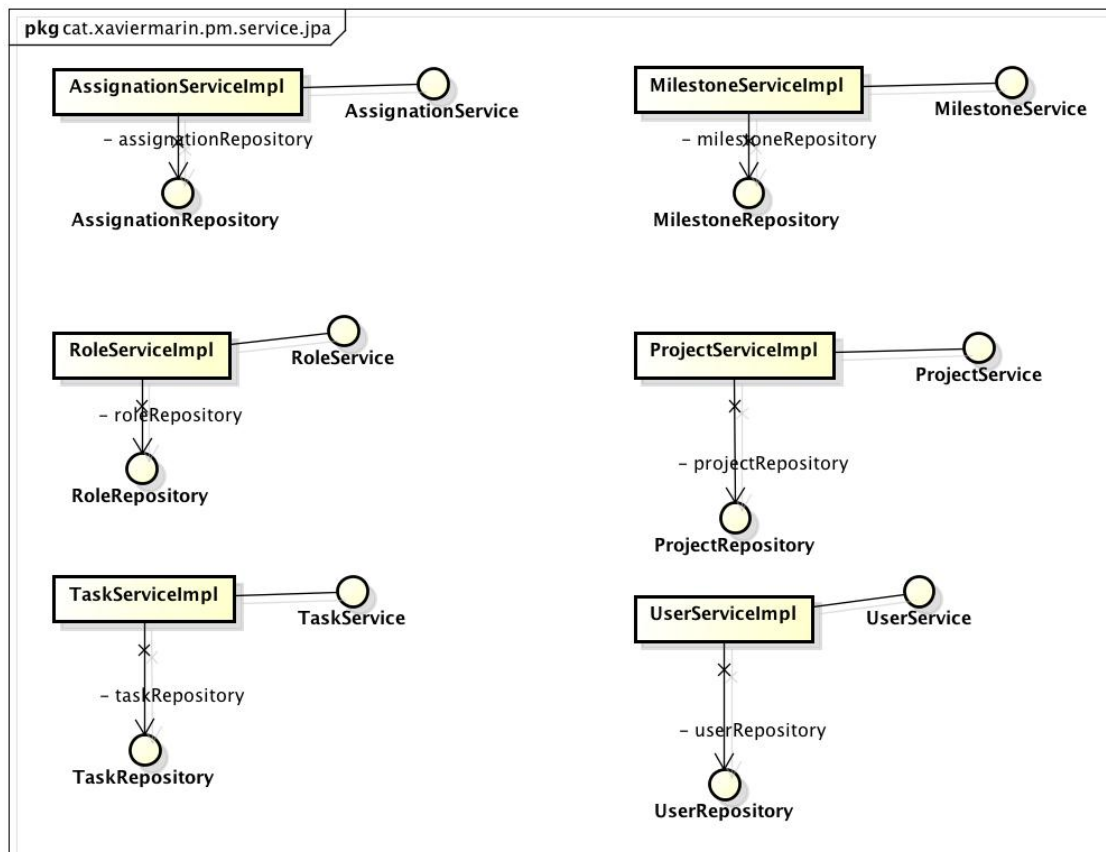 pkg cat.xaviermarin.pm.service.jpa
AssignationServiceImpl
AssignationService
- assignationRepository
AssignationRepository
MilestoneServiceImpl
MilestoneService
- milestoneRepository
MilestoneRepository
RoleServiceImpl
RoleService
- roleRepository
RoleRepository
ProjectServiceImpl
ProjectService
- projectRepository
ProjectRepository
TaskServiceImpl
TaskService
- taskRepository
TaskRepository
UserServiceImpl
UserService
- userRepository
UserRepository